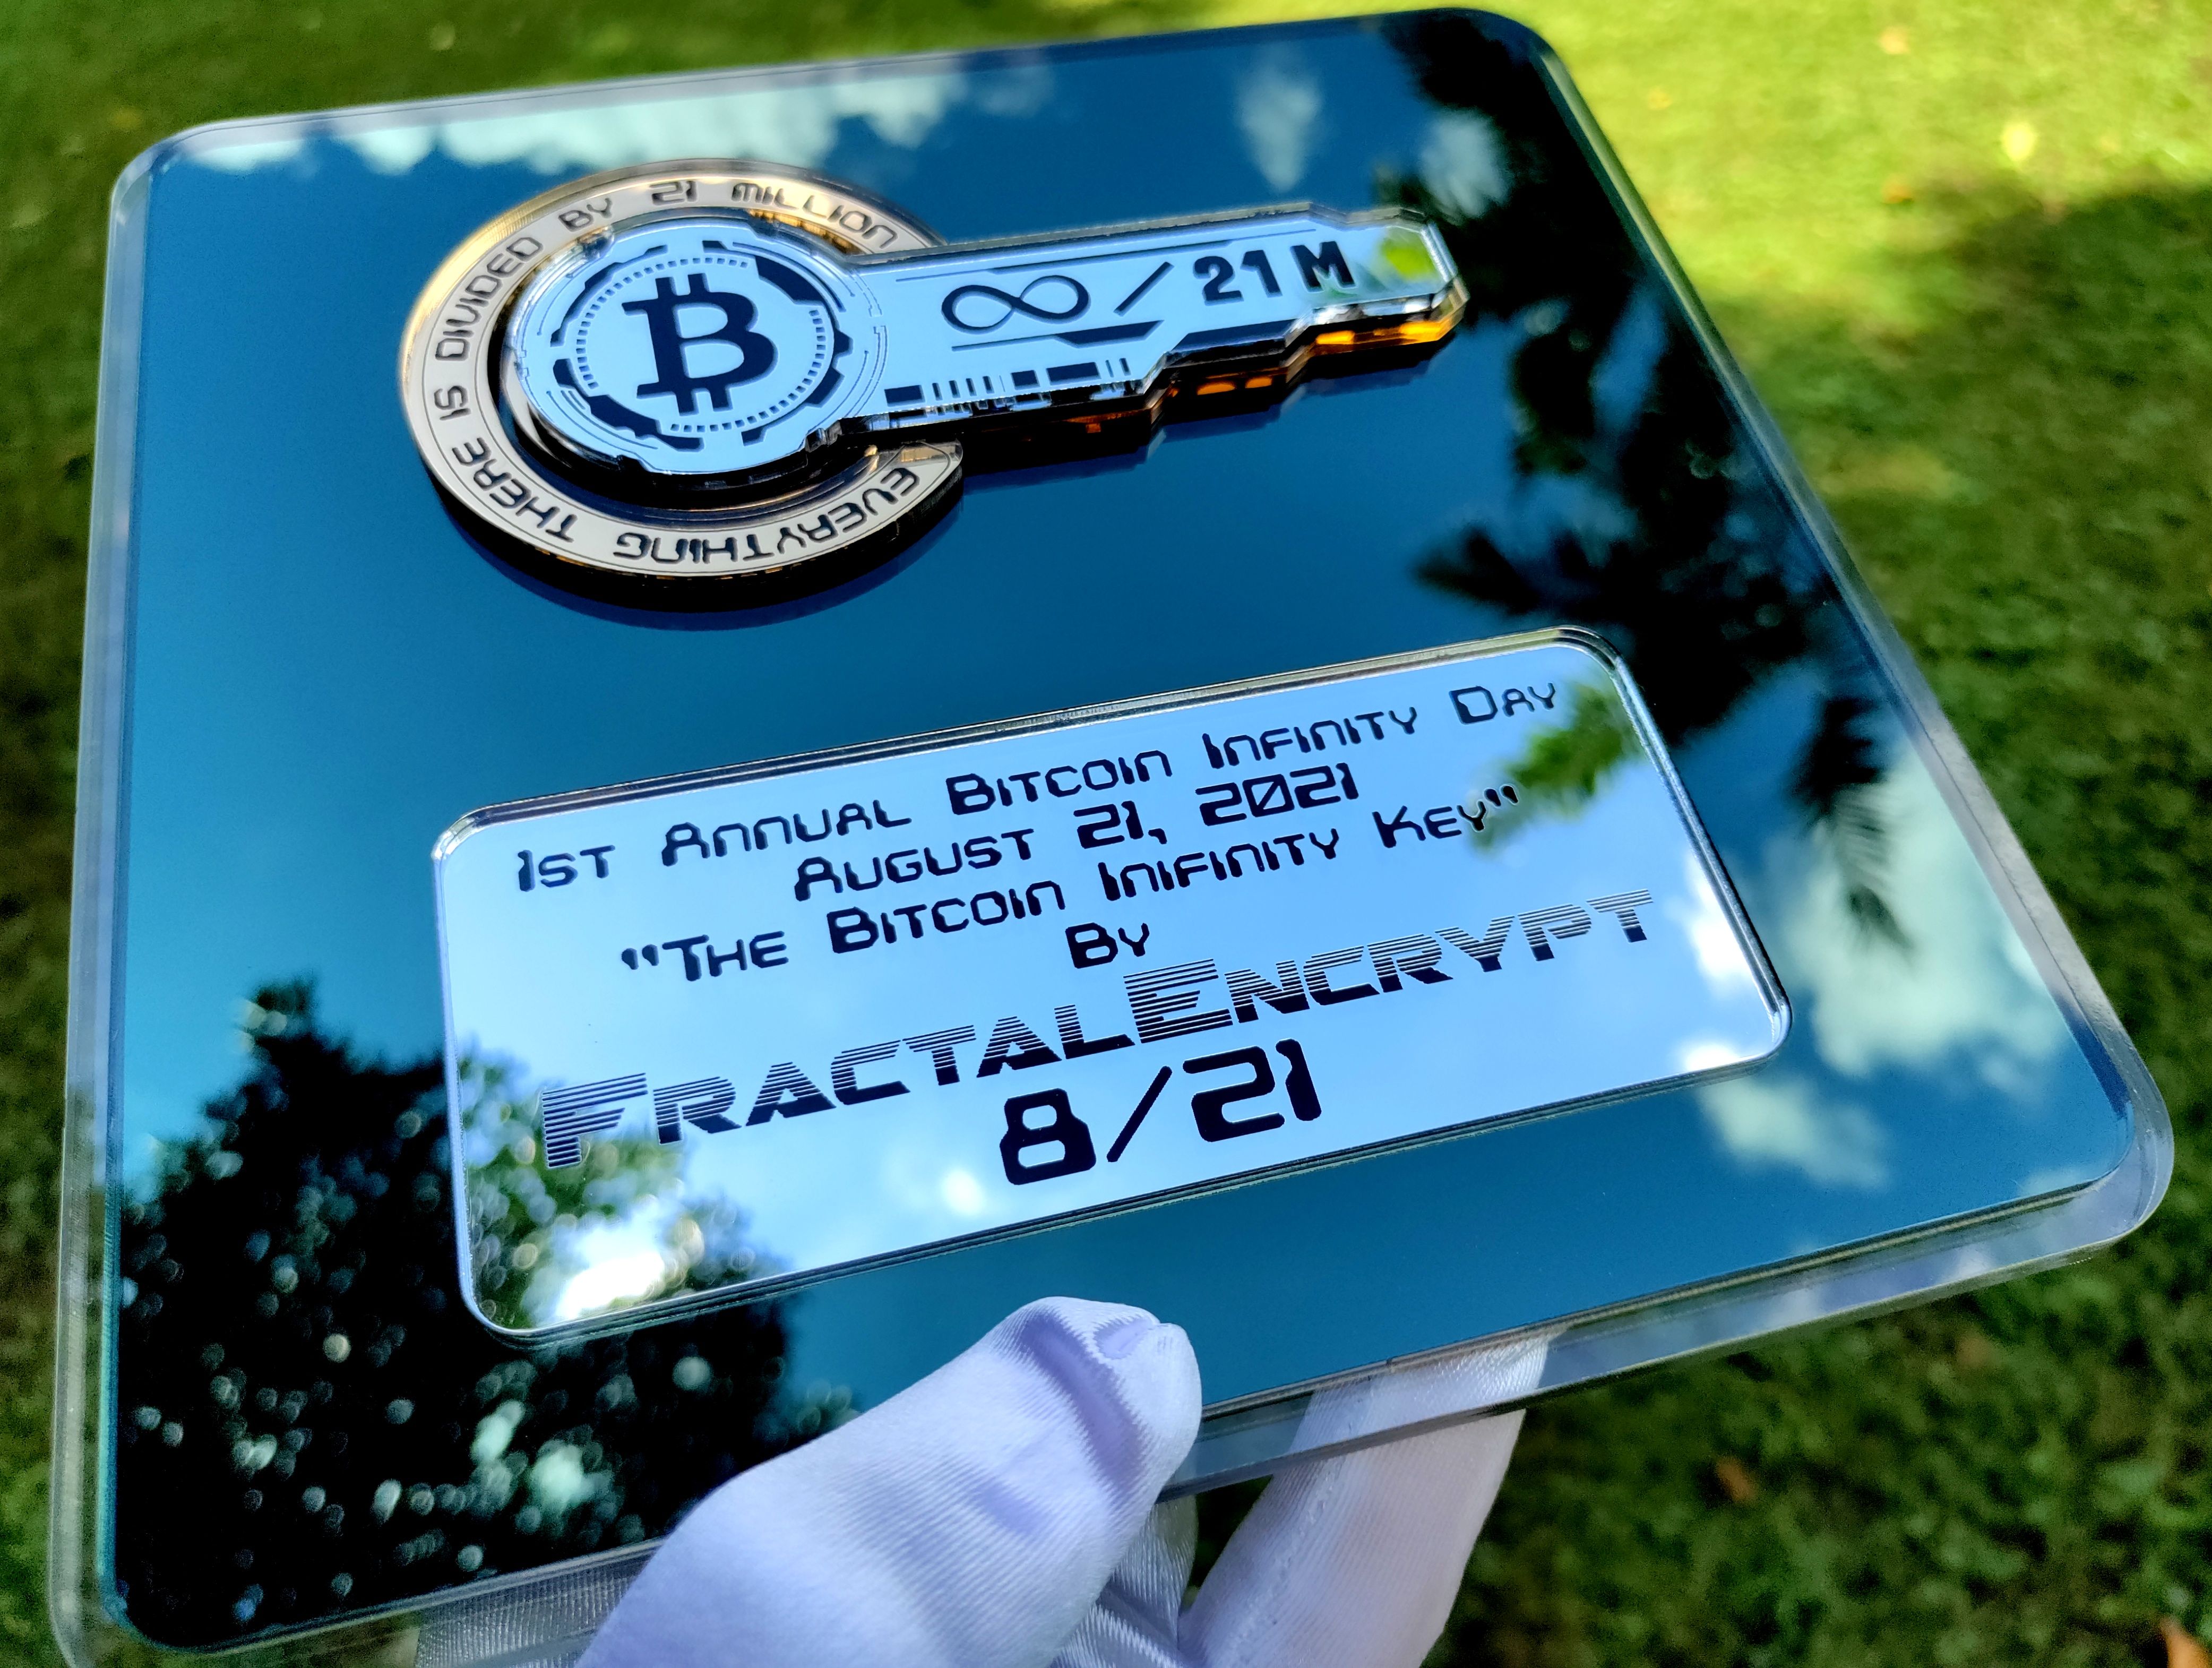 EVERYTHING THERE IS DIVIDED BY 21 MILLION
₿
∞/21M
1st Annual Bitcoin Infinity Day
August 21, 2021
"The Bitcoin Inifinity Key"
By
FractalEncrypt
8/21